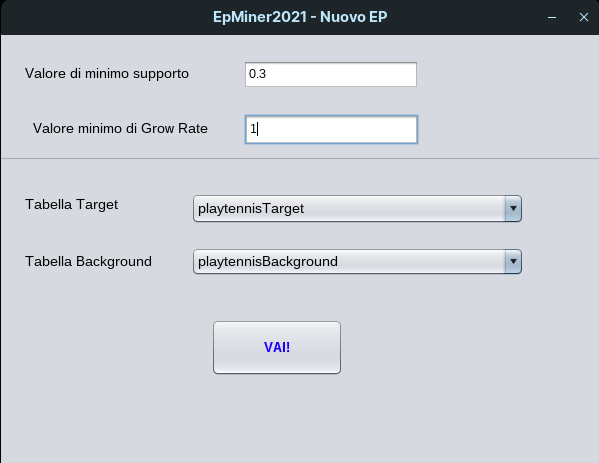 EpMiner2021 - Nuovo EP
Valore di minimo supporto 0.3
Valore minimo di Grow Rate 1
Tabella Target playtennisTarget
Tabella Background playtennisBackground
VAI!